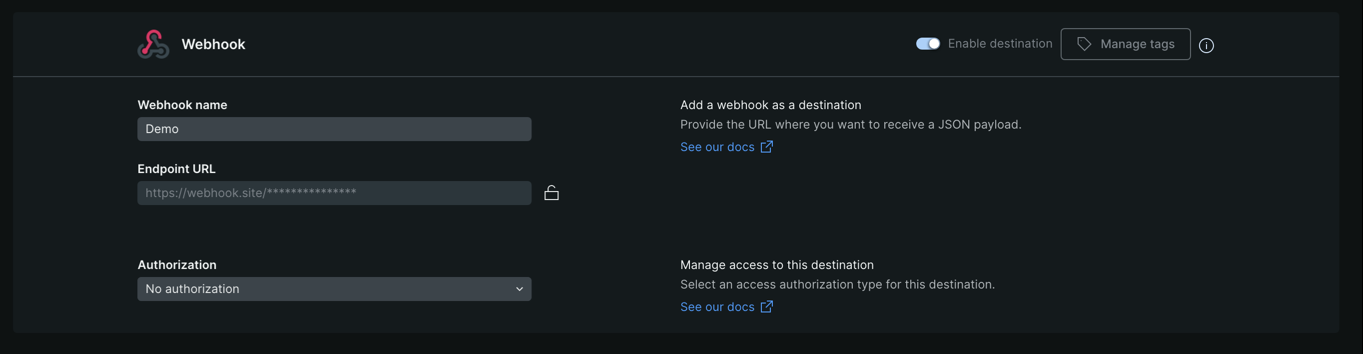 Webhook
Enable destination
Manage tags
Webhook name
Demo
Endpoint URL
https://webhook.site/***************
Authorization
No authorization
Add a webhook as a destination
Provide the URL where you want to receive a JSON payload.
See our docs
Manage access to this destination
Select an access authorization type for this destination.
See our docs